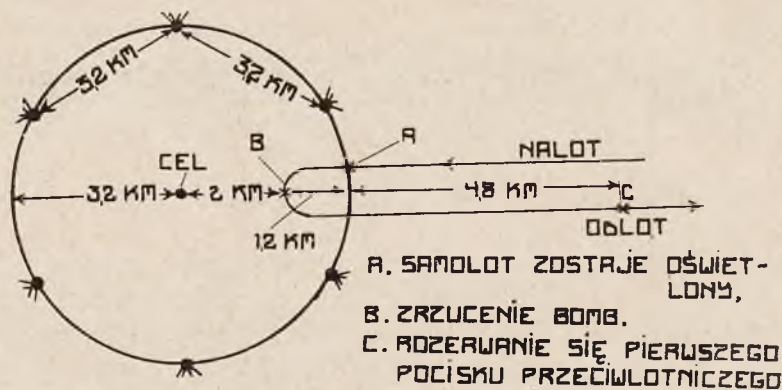 3,2 KM
3,2 KM
B
A
NALOT
CEL
3,2 KM
2 KM
4,8 KM
C
1,2 KM
ODLOT
A. SAMOLOT ZOSTAJE OŚWIET-
LONY,
B. ZRZUCENIE BOMB.
C. ROZERWANIE SIĘ PIERWSZEGO
POCISKU PRZECIWLOTNICZEGO